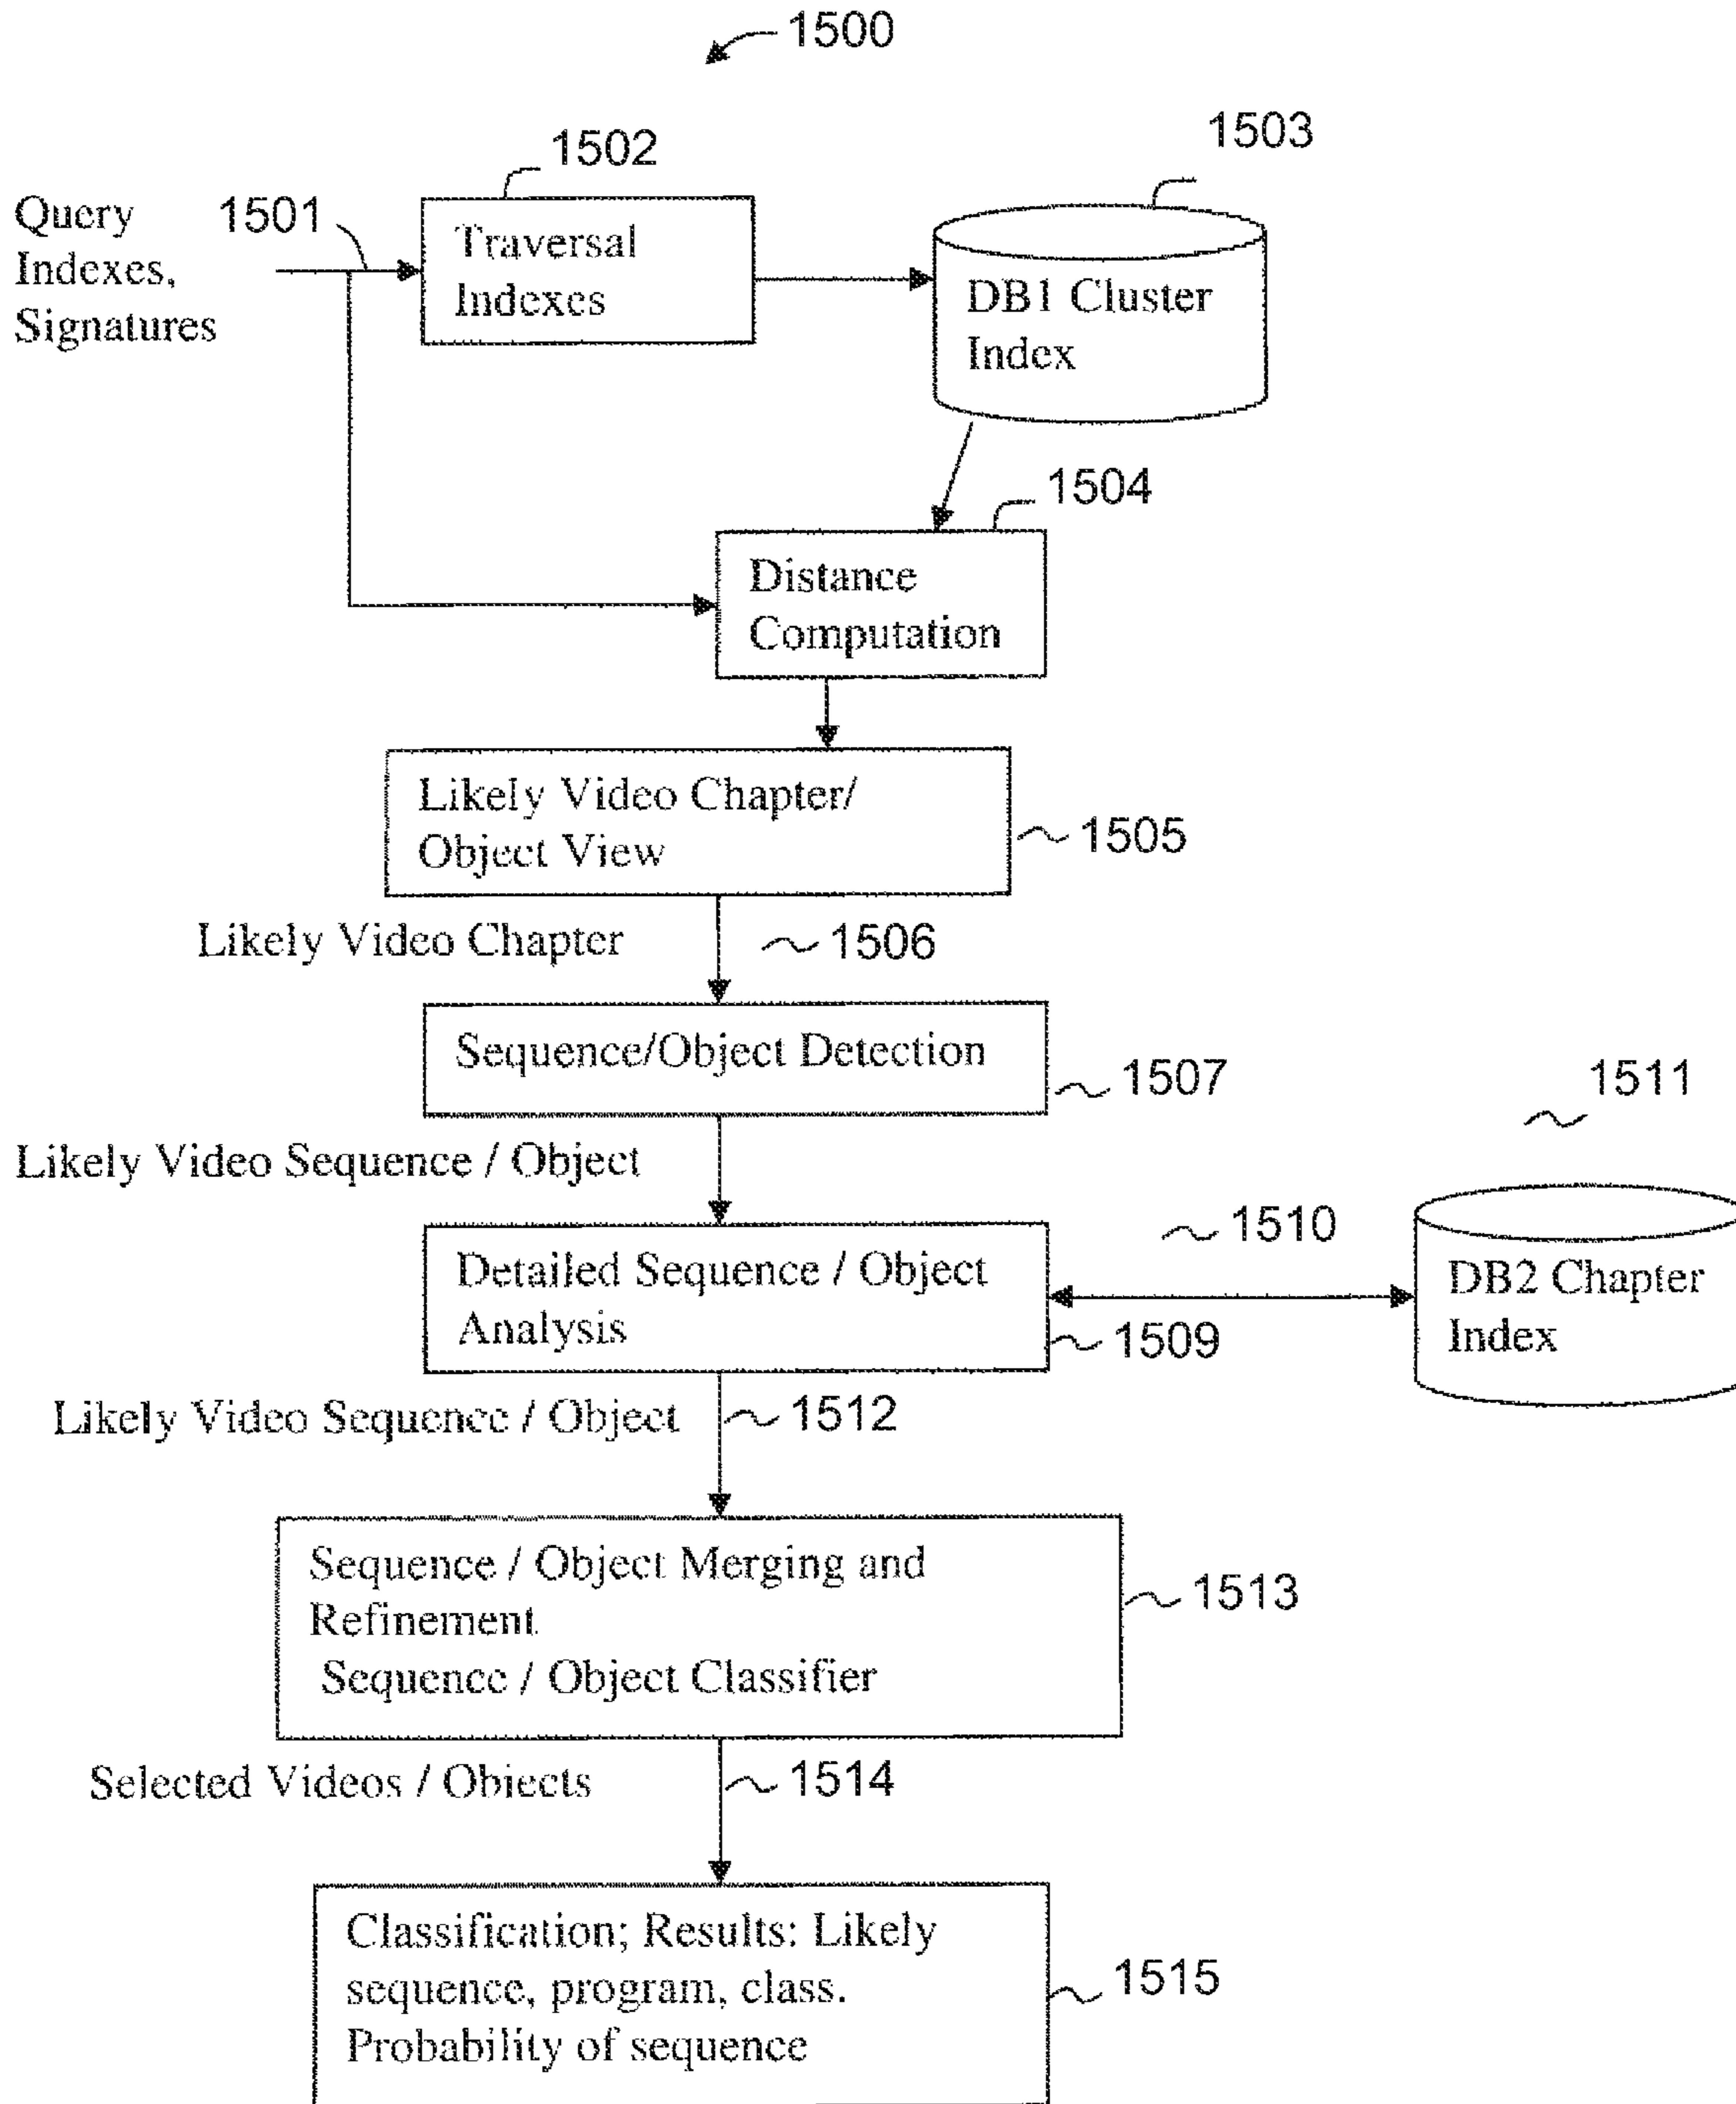 1500
1502
1503
Query
Indexes,
Signatures
1501
Traversal
Indexes
DB1 Cluster
Index
1504
Distance
Computation
Likely Video Chapter/
Object View
1505
Likely Video Chapter
1506
Sequence/Object Detection
1507
1511
Likely Video Sequence / Object
1510
Detailed Sequence / Object
Analysis
1509
DB2 Chapter
Index
Likely Video Sequence / Object
1512
Sequence / Object Merging and
Refinement
Sequence / Object Classifier
1513
Selected Videos / Objects
1514
Classification; Results: Likely
sequence, program, class.
Probability of sequence
1515